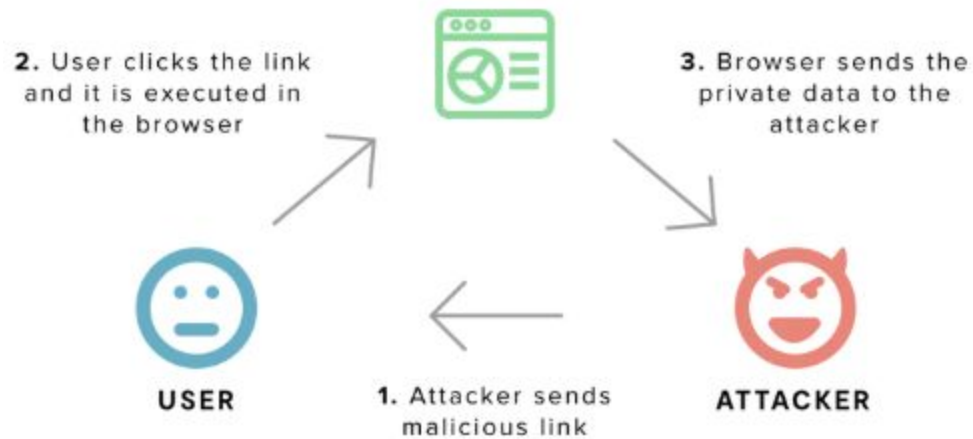 2. User clicks the link
and it is executed in
the browser
3. Browser sends the
private data to the
attacker
USER
1. Attacker sends
malicious link
ATTACKER